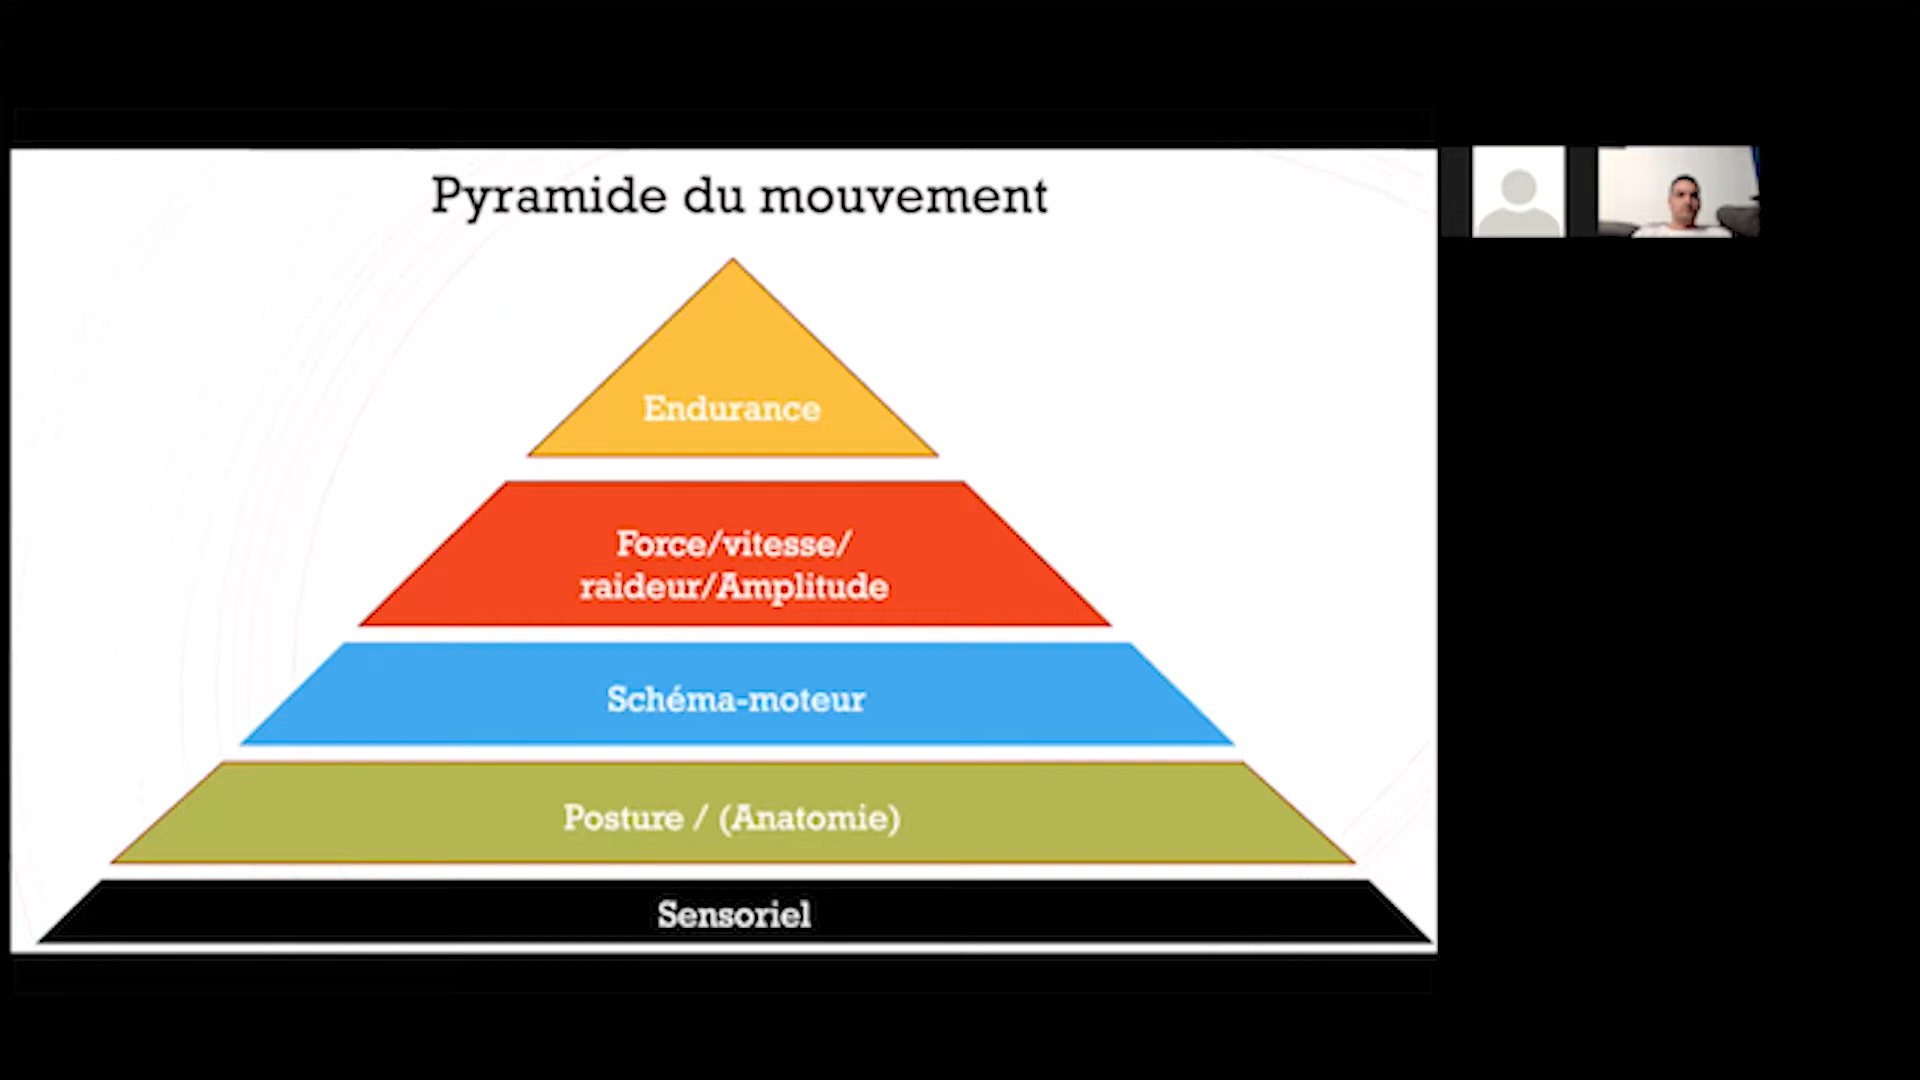 Pyramide du mouvement
Endurance
Force/vitesse/
raideur/Amplitude
Schéma-moteur
Posture / (Anatomie)
Sensoriel